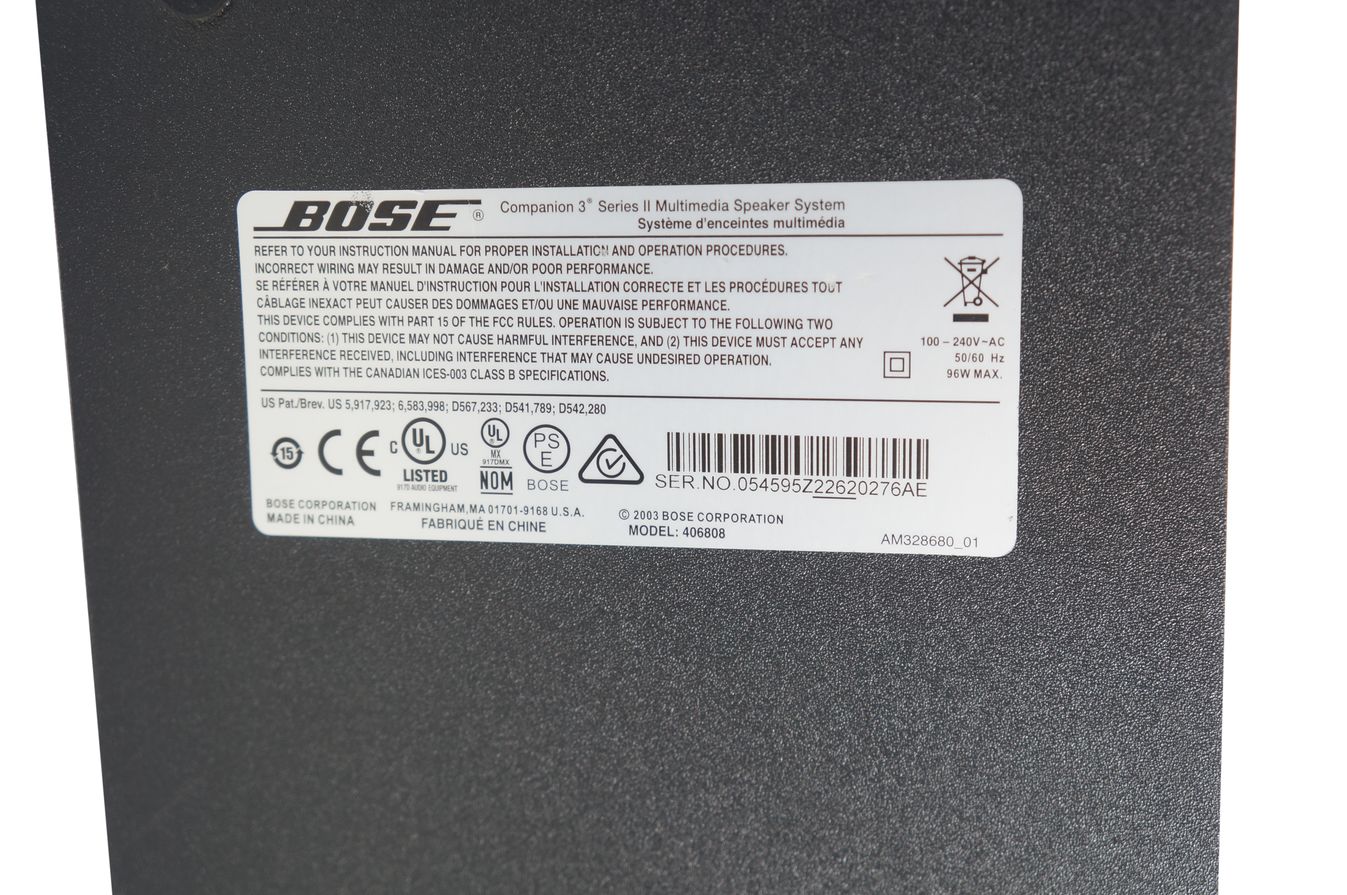 BOSE® Companion 3® Series II Multimedia Speaker System
Système d'enceintes multimédia
REFER TO YOUR INSTRUCTION MANUAL FOR PROPER INSTALLATION AND OPERATION PROCEDURES.
INCORRECT WIRING MAY RESULT IN DAMAGE AND/OR POOR PERFORMANCE.
SE RÉFÉRER À VOTRE MANUEL D'INSTRUCTION POUR L'INSTALLATION CORRECTE ET LES PROCÉDURES TOUT
CÂBLAGE INEXACT PEUT CAUSER DES DOMMAGES ET/OU UNE MAUVAISE PERFORMANCE.
THIS DEVICE COMPLIES WITH PART 15 OF THE FCC RULES. OPERATION IS SUBJECT TO THE FOLLOWING TWO
CONDITIONS: (1) THIS DEVICE MAY NOT CAUSE HARMFUL INTERFERENCE, AND (2) THIS DEVICE MUST ACCEPT ANY
INTERFERENCE RECEIVED, INCLUDING INTERFERENCE THAT MAY CAUSE UNDESIRED OPERATION.
COMPLIES WITH THE CANADIAN ICES-003 CLASS B SPECIFICATIONS.
100 – 240V~AC
50/60 Hz
96W MAX.
US Pat./Brev. US 5,917,923; 6,583,998; D567,233; D541,789; D542,280
15
CE
C UL US
LISTED
917D AUDIO EQUIPMENT
UL
MX
917DMX
NOM
PS
E
BOSE
SER.NO.054595Z22620276AE
BOSE CORPORATION FRAMINGHAM,MA 01701-9168 U.S.A.
MADE IN CHINA FABRIQUÉ EN CHINE
© 2003 BOSE CORPORATION
MODEL: 406808
AM328680_01